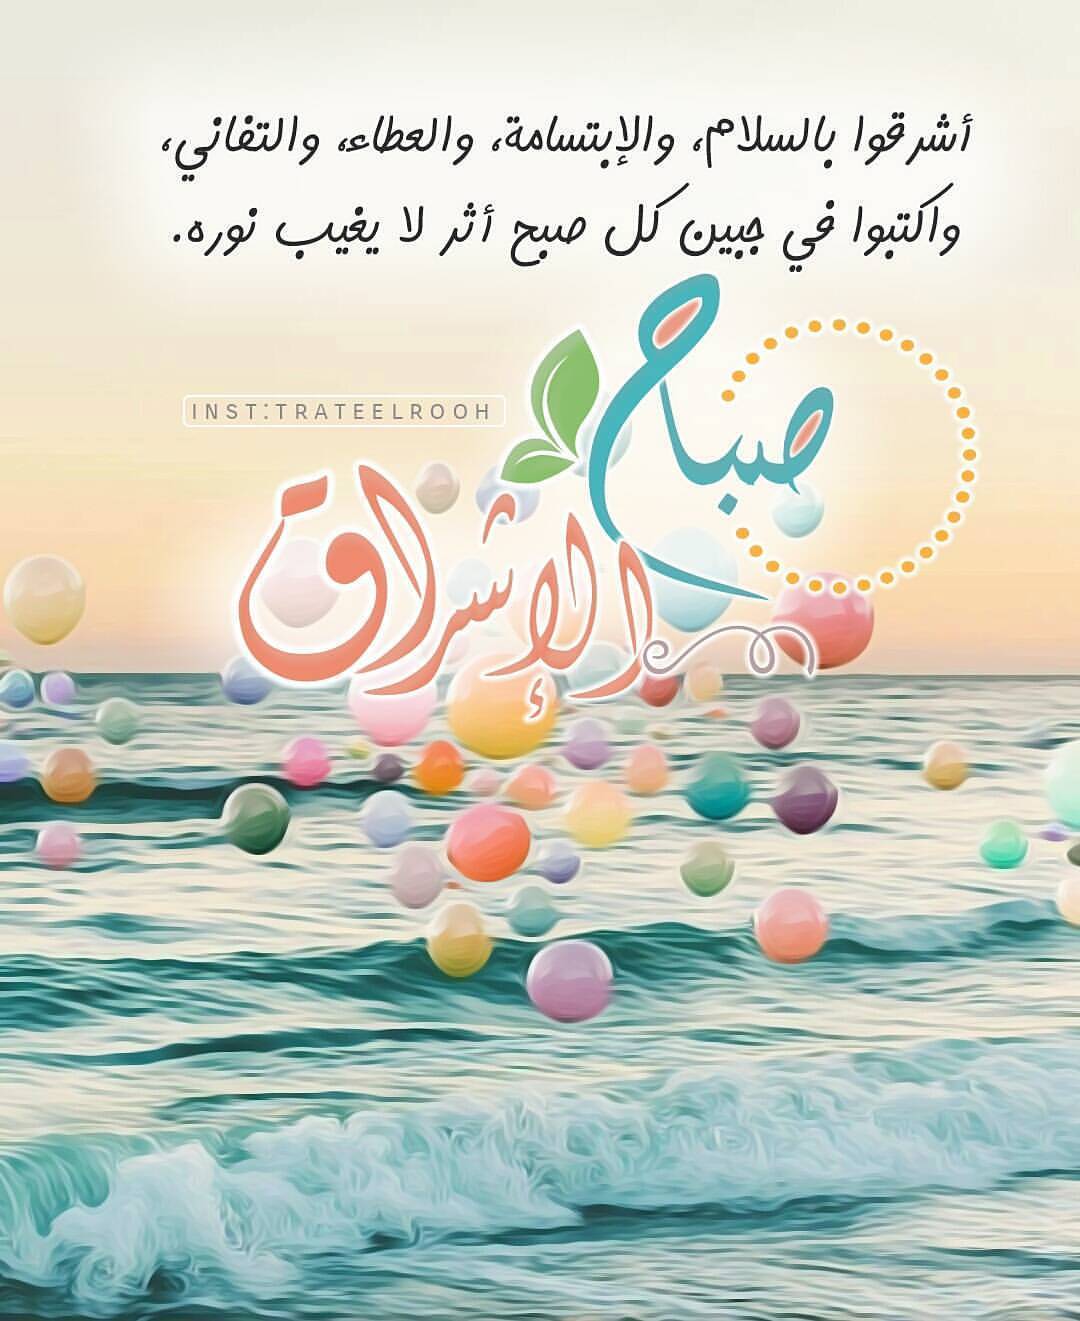 أشرقوا بالسلام، والإبتسامة، والعطاء، والتفاني،
واكتبوا في جبين كل صبح أثر لا يغيب نوره.
صباح
INST:TRATEELROOH
الإشراق